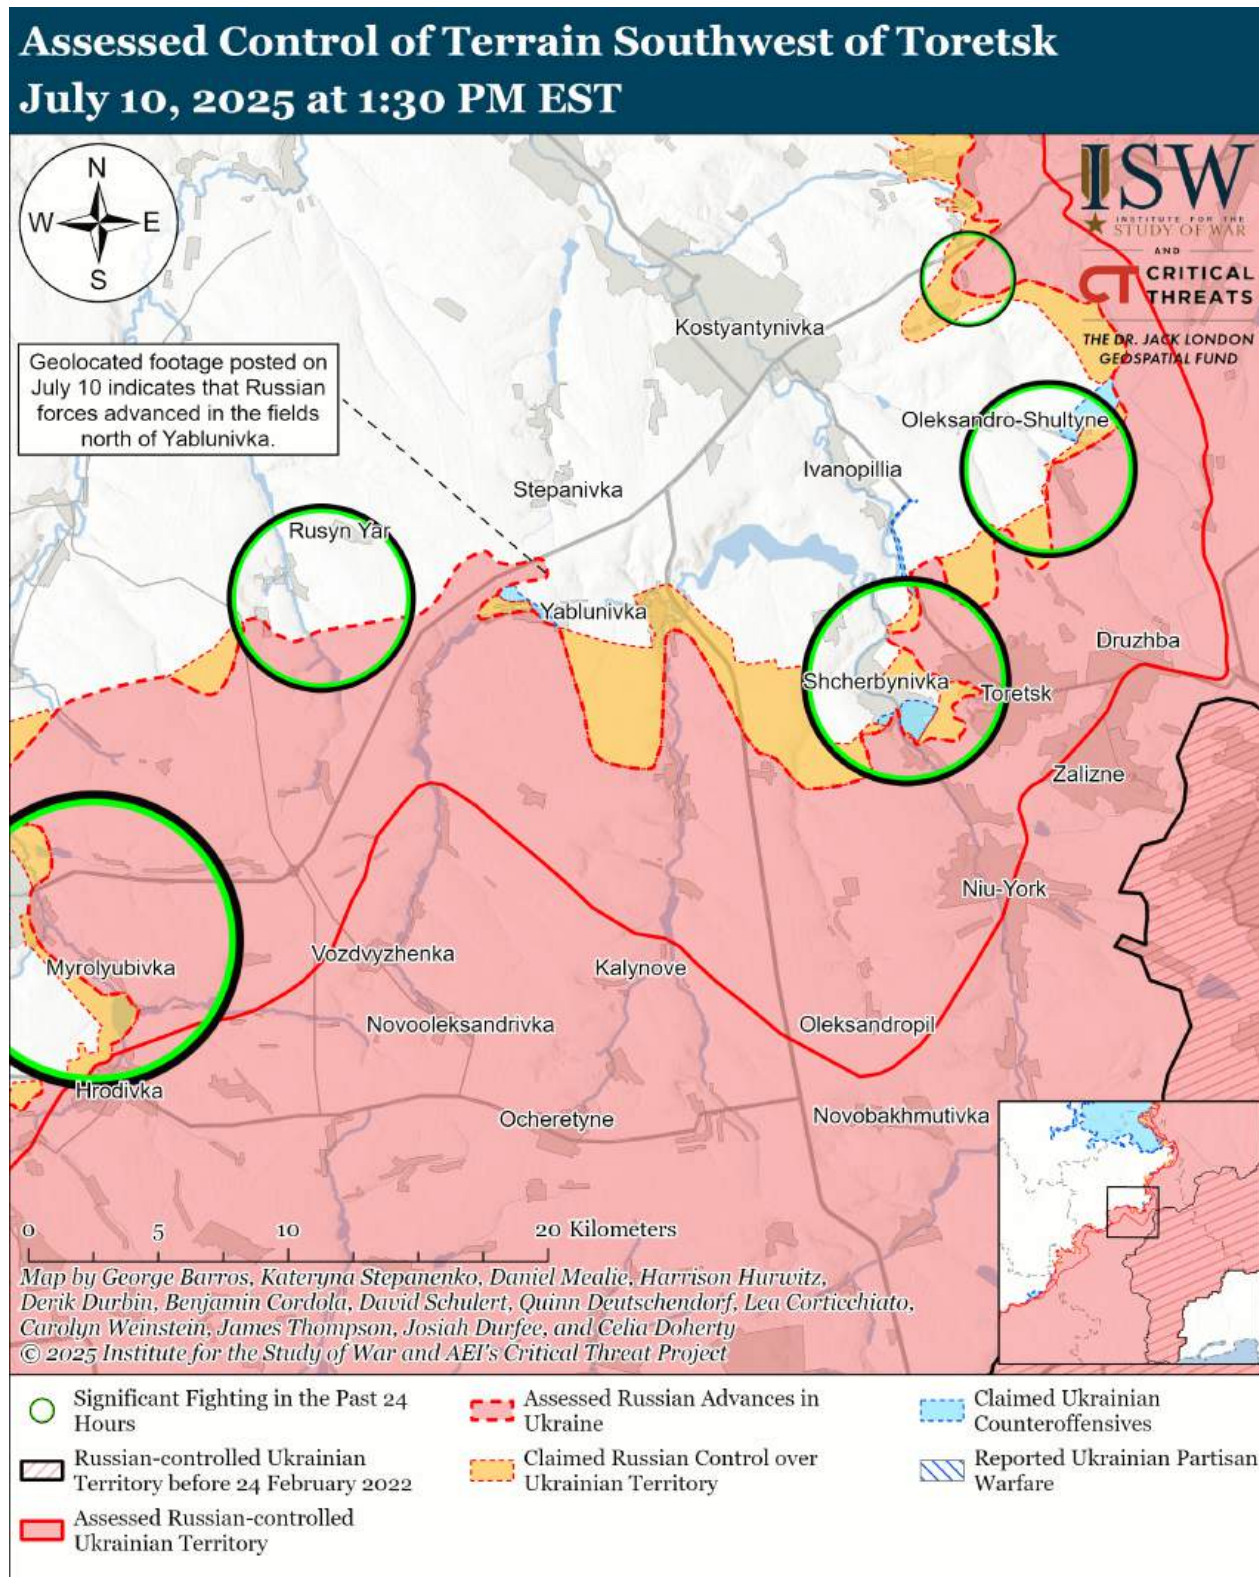 Assessed Control of Terrain Southwest of Toretsk
July 10, 2025 at 1:30 PM EST
N
W
E
S
ISW
INSTITUTE FOR THE
STUDY OF WAR
AND
CT CRITICAL
THREATS
THE DR. JACK LONDON
GEOSPATIAL FUND
Kostyantynivka
Geolocated footage posted on
July 10 indicates that Russian
forces advanced in the fields
north of Yablunivka.
Oleksandro-Shultyne
Ivanopillia
Stepanivka
Rusyn Yar
Yablunivka
Druzhba
Shcherbynivka
Toretsk
Zalizne
Niu-York
Vozdvyzhenka
Myrolyubivka
Kalynove
Novooleksandrivka
Oleksandropil
Hrodivka
Ocheretyne
Novobakhmutivka
0 5 10 20 Kilometers
Map by George Barros, Kateryna Stepanenko, Daniel Mealie, Harrison Hurwitz,
Derik Durbin, Benjamin Cordola, David Schulert, Quinn Deutschendorf, Lea Corticchiato,
Carolyn Weinstein, James Thompson, Josiah Durfee, and Celia Doherty
© 2025 Institute for the Study of War and AEI's Critical Threat Project
Significant Fighting in the Past 24
Hours
Russian-controlled Ukrainian
Territory before 24 February 2022
Assessed Russian-controlled
Ukrainian Territory
Assessed Russian Advances in
Ukraine
Claimed Russian Control over
Ukrainian Territory
Claimed Ukrainian
Counteroffensives
Reported Ukrainian Partisan
Warfare